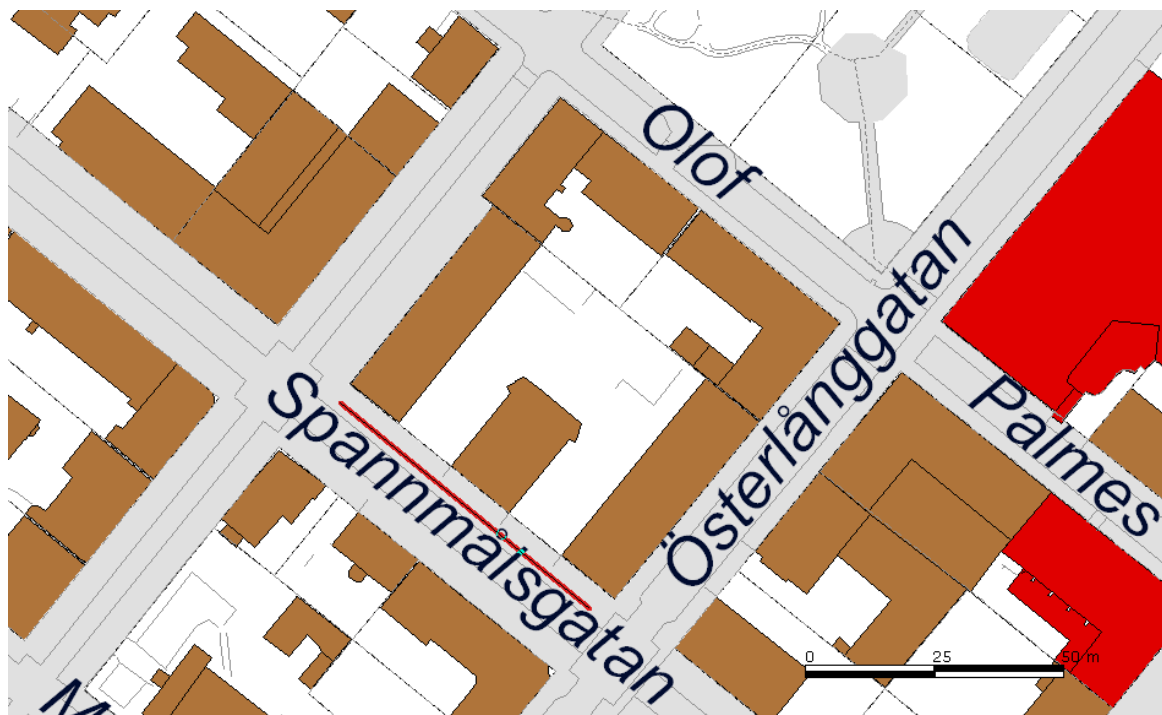 Olof
Palmes
Österlånggatan
Spannmålsgatan
M
0 25 50 m